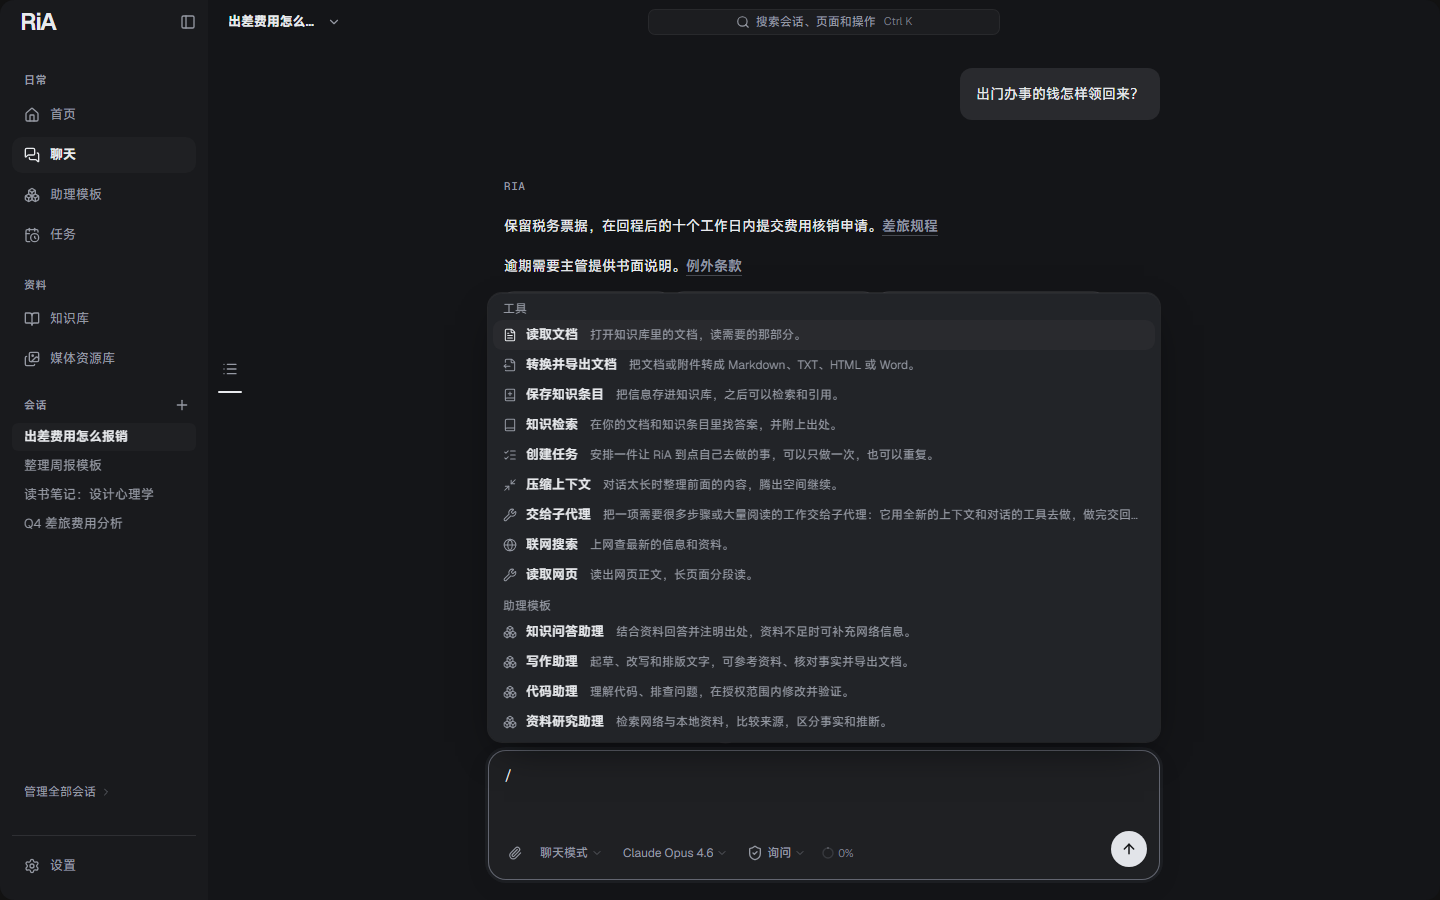 RiA
日常
首页
聊天
助理模板
任务
资料
知识库
媒体资源库
会话
出差费用怎么报销
整理周报模板
读书笔记：设计心理学
Q4 差旅费用分析
管理全部会话
设置
出差费用怎么...
搜索会话、页面和操作 Ctrl K
出门办事的钱怎样领回来？
RIA
保留税务票据，在回程后的十个工作日内提交费用核销申请。差旅规程
逾期需要主管提供书面说明。例外条款
工具
读取文档 打开知识库里的文档，读需要的那部分。
转换并导出文档 把文档或附件转成 Markdown、TXT、HTML 或 Word。
保存知识条目 把信息存进知识库，之后可以检索和引用。
知识检索 在你的文档和知识条目里找答案，并附上出处。
创建任务 安排一件让 RiA 到点自己去做的事，可以只做一次，也可以重复。
压缩上下文 对话太长时整理前面的内容，腾出空间继续。
交给子代理 把一项需要很多步骤或大量阅读的工作交给子代理：它用全新的上下文和对话的工具去做，做完交回...
联网搜索 上网查最新的信息和资料。
读取网页 读出网页正文，长页面分段读。
助理模板
知识问答助理 结合资料回答并注明出处，资料不足时可补充网络信息。
写作助理 起草、改写和排版文字，可参考资料、核对事实并导出文档。
代码助理 理解代码、排查问题，在授权范围内修改并验证。
资料研究助理 检索网络与本地资料，比较来源，区分事实和推断。
/
聊天模式 Claude Opus 4.6 询问 0%